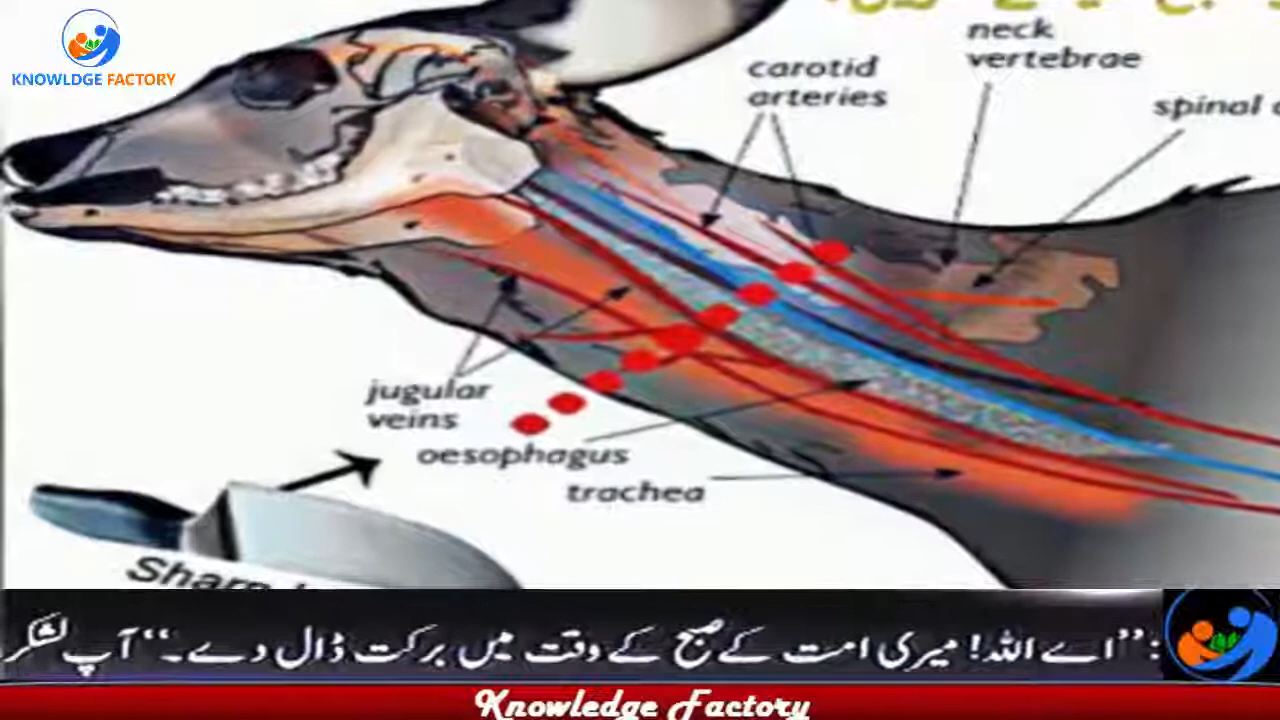 KNOWLDGE FACTORY
neck
vertebrae
carotid
arteries
spinal
jugular
veins
oesophagus
trachea
Sharp
: ’’اے اللہ! میری امت کے صبح کے وقت میں برکت ڈال دے۔‘‘ آپ لشکر
Knowledge Factory